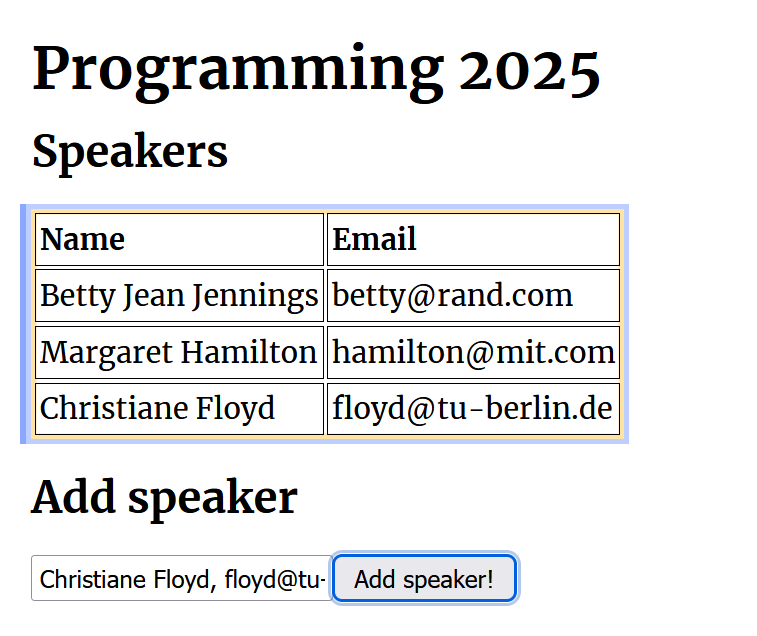 Programming 2025
Speakers
Name Email
Betty Jean Jennings betty@rand.com
Margaret Hamilton hamilton@mit.com
Christiane Floyd floyd@tu-berlin.de
Add speaker
Christiane Floyd, floyd@tu- Add speaker!